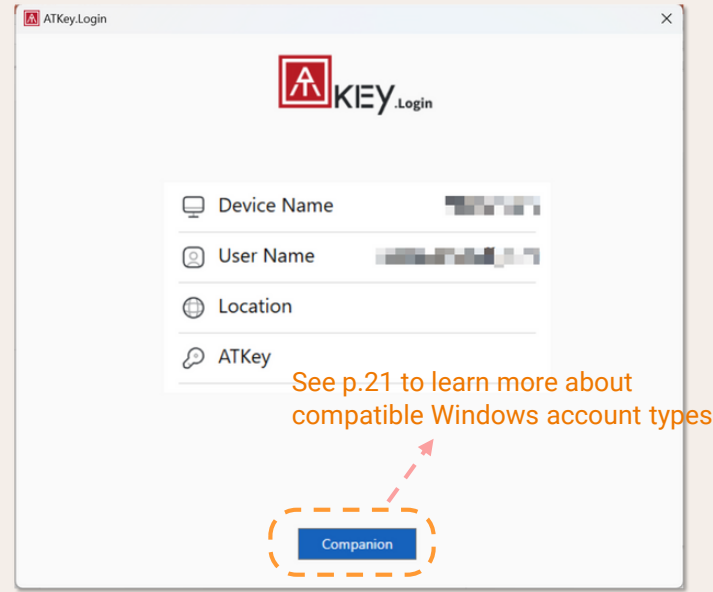 ATKey.Login
ATKEY.Login
Device Name
User Name
Location
ATKey
See p.21 to learn more about
compatible Windows account types
Companion